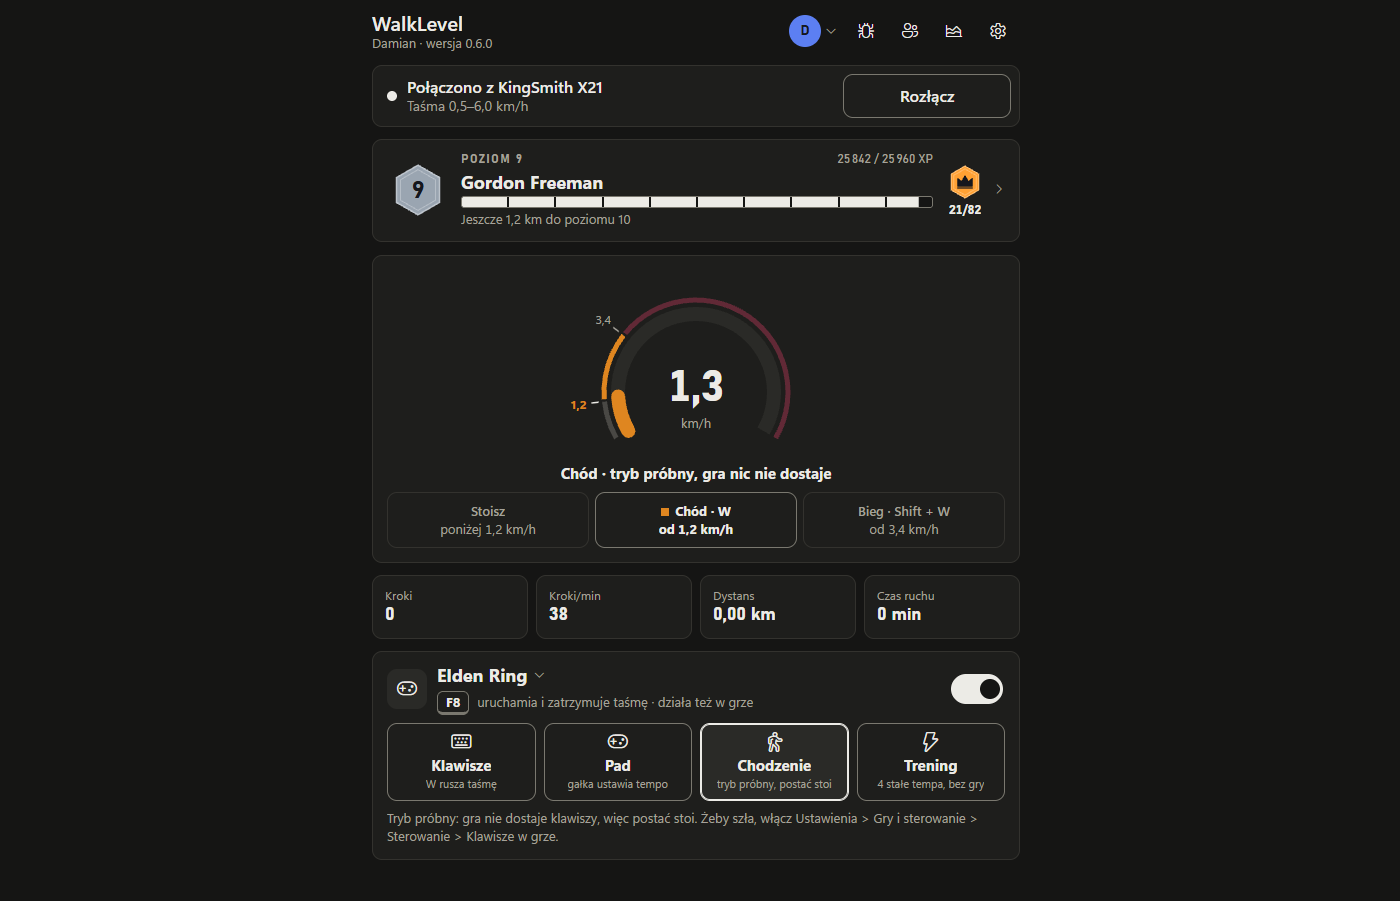 WalkLevel
Damian · wersja 0.6.0
D
Połączono z KingSmith X21
Taśma 0,5–6,0 km/h
Rozłącz
9
POZIOM 9
25 842 / 25 960 XP
Gordon Freeman
Jeszcze 1,2 km do poziomu 10
21/82
3,4
1,2
1,3
km/h
Chód · tryb próbny, gra nic nie dostaje
Stoisz
poniżej 1,2 km/h
Chód · W
od 1,2 km/h
Bieg · Shift + W
od 3,4 km/h
Kroki
0
Kroki/min
38
Dystans
0,00 km
Czas ruchu
0 min
Elden Ring
F8 uruchamia i zatrzymuje taśmę · działa też w grze
Klawisze
W rusza taśmę
Pad
gałka ustawia tempo
Chodzenie
tryb próbny, postać stoi
Trening
4 stałe tempa, bez gry
Tryb próbny: gra nie dostaje klawiszy, więc postać stoi. Żeby szła, włącz Ustawienia > Gry i sterowanie >
Sterowanie > Klawisze w grze.